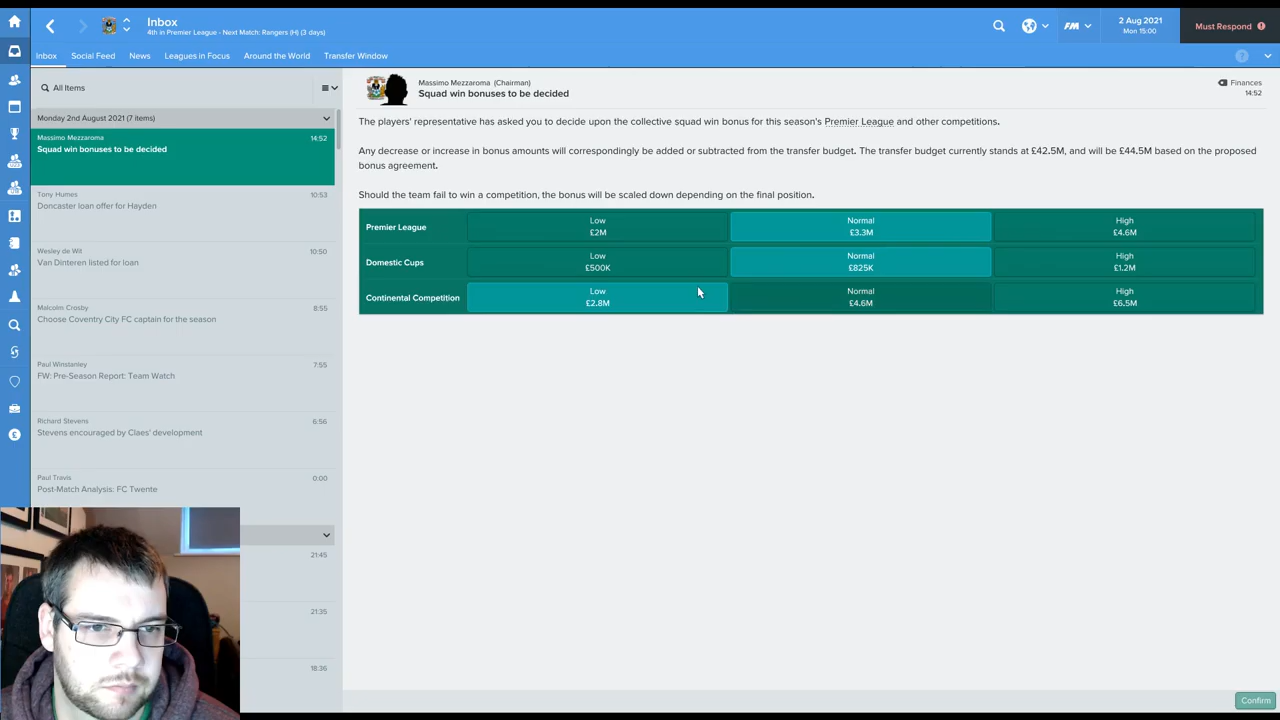 Inbox
4th in Premier League - Next Match: Rangers (H) (3 days)
FM
2 Aug 2021
Mon 15:00
Must Respond
Inbox
Social Feed
News
Leagues in Focus
Around the World
Transfer Window
?
All Items
Monday 2nd August 2021 (7 items)
Massimo Mezzaroma
14:52
Squad win bonuses to be decided
Tony Humes
10:53
Doncaster loan offer for Hayden
Wesley de Wit
10:50
Van Dinteren listed for loan
Malcolm Crosby
8:55
Choose Coventry City FC captain for the season
Paul Winstanley
7:55
FW: Pre-Season Report: Team Watch
Richard Stevens
6:56
Stevens encouraged by Claes' development
Paul Travis
0:00
Post-Match Analysis: FC Twente
21:45
21:35
18:36
Massimo Mezzaroma (Chairman)
Squad win bonuses to be decided
Finances
14:52
The players' representative has asked you to decide upon the collective squad win bonus for this season's Premier League and other competitions.
Any decrease or increase in bonus amounts will correspondingly be added or subtracted from the transfer budget. The transfer budget currently stands at £42.5M, and will be £44.5M based on the proposed
bonus agreement.
Should the team fail to win a competition, the bonus will be scaled down depending on the final position.
Premier League
Low
£2M
Normal
£3.3M
High
£4.6M
Domestic Cups
Low
£500K
Normal
£825K
High
£1.2M
Continental Competition
Low
£2.8M
Normal
£4.6M
High
£6.5M
Confirm